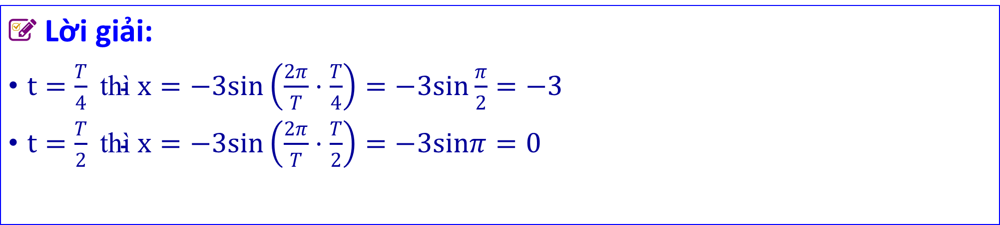 Lời giải:
• t = T/4 thì x = −3sin(2π/T · T/4) = −3sin π/2 = −3
• t = T/2 thì x = −3sin(2π/T · T/2) = −3sinπ = 0